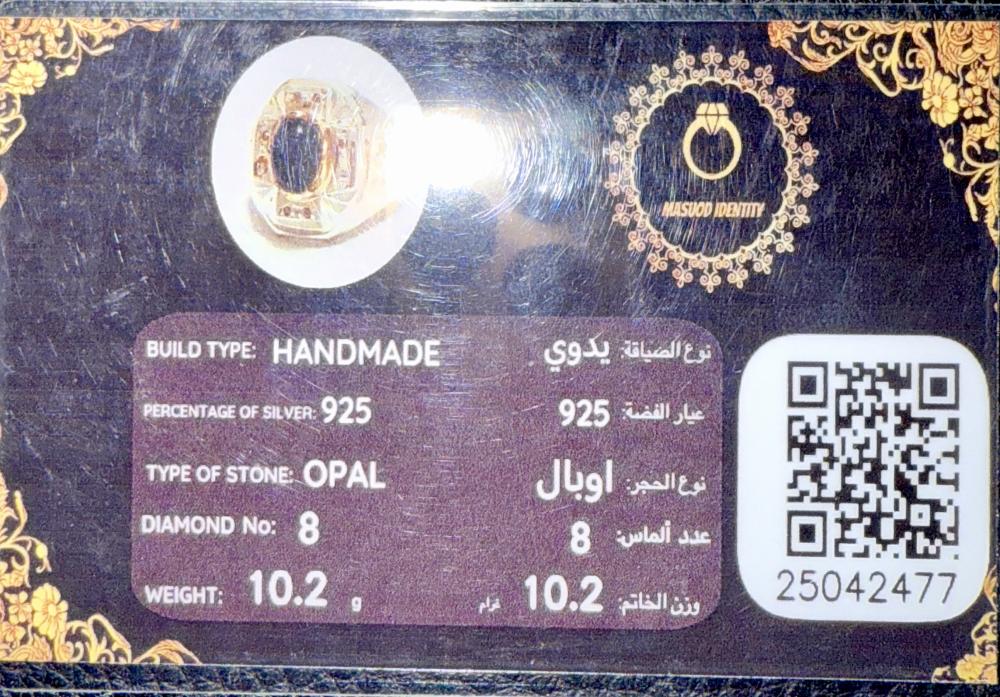 MASUOD IDENTITY
BUILD TYPE: HANDMADE
نوع الصياقة: يدوي
PERCENTAGE OF SILVER: 925
عيار الفضة: 925
TYPE OF STONE: OPAL
نوع الحجر: اوبال
DIAMOND No: 8
عدد ألماس: 8
WEIGHT: 10.2 g
وزن الخاتم: 10.2 غرام
25042477